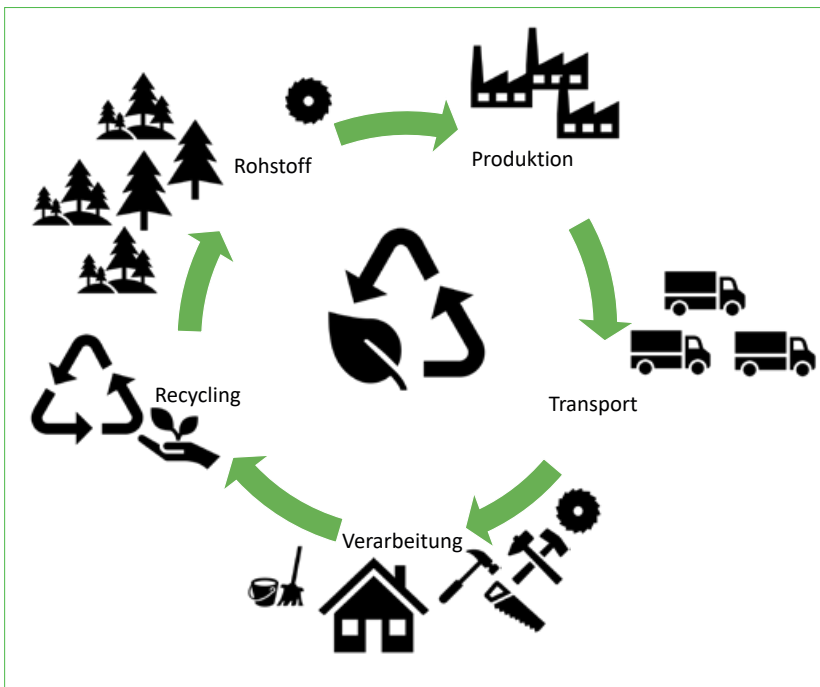 Rohstoff
Produktion
Transport
Verarbeitung
Recycling